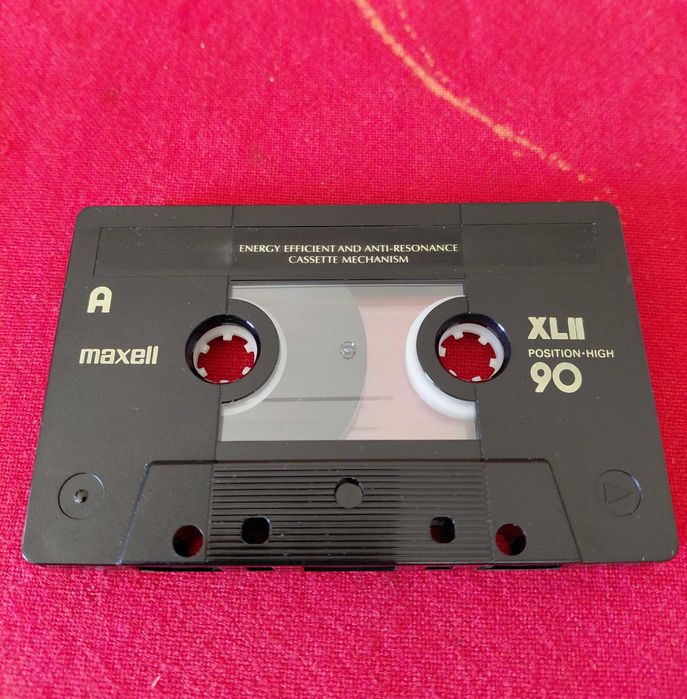 ENERGY EFFICIENT AND ANTI-RESONANCE
CASSETTE MECHANISM
A
maxell
XLII
POSITION•HIGH
90